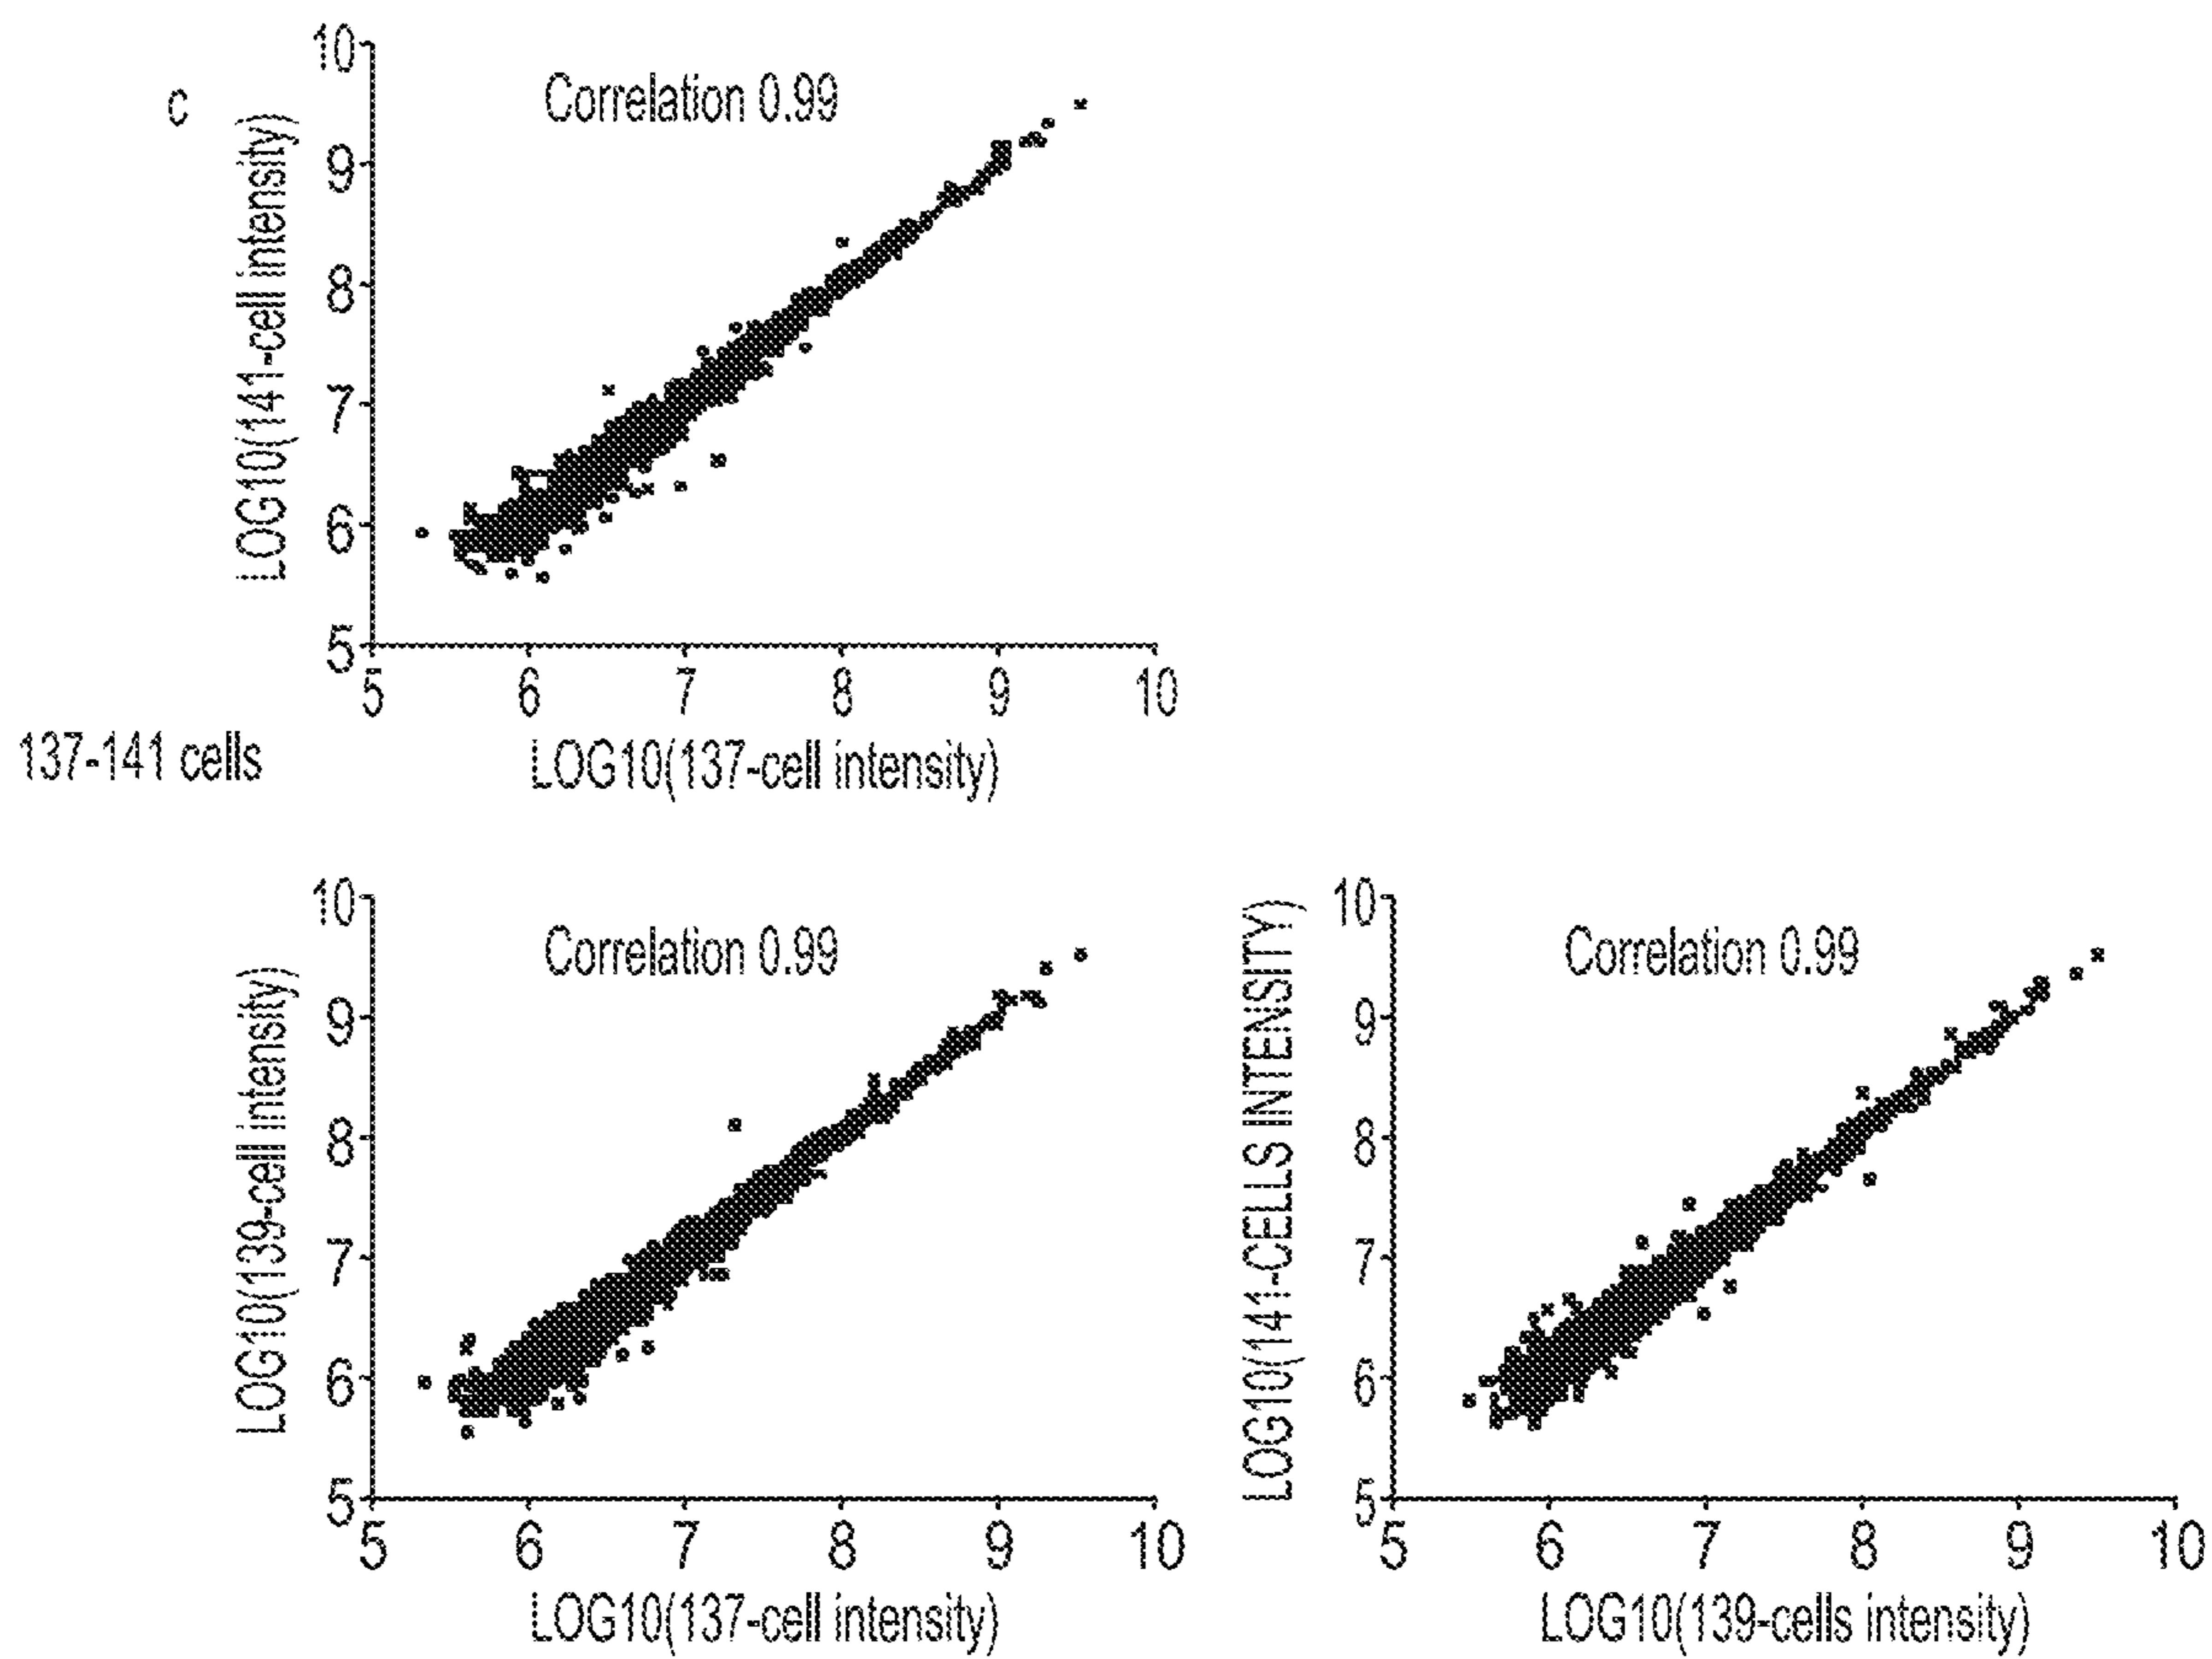 c
Correlation 0.99
LOG10(141-cell intensity)
10
9
8
7
6
5
5 6 7 8 9 10
LOG10(137-cell intensity)
137-141 cells
Correlation 0.99
LOG10(139-cell intensity)
10
9
8
7
6
5
5 6 7 8 9 10
LOG10(137-cell intensity)
Correlation 0.99
LOG10(141-CELLS INTENSITY)
10
9
8
7
6
5
5 6 7 8 9 10
LOG10(139-cells intensity)